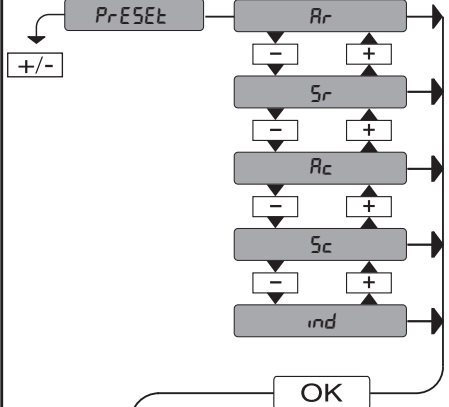 PrESEt Ar
+/- - +
Sr
- +
Ac
- +
Sc
- +
ind
OK